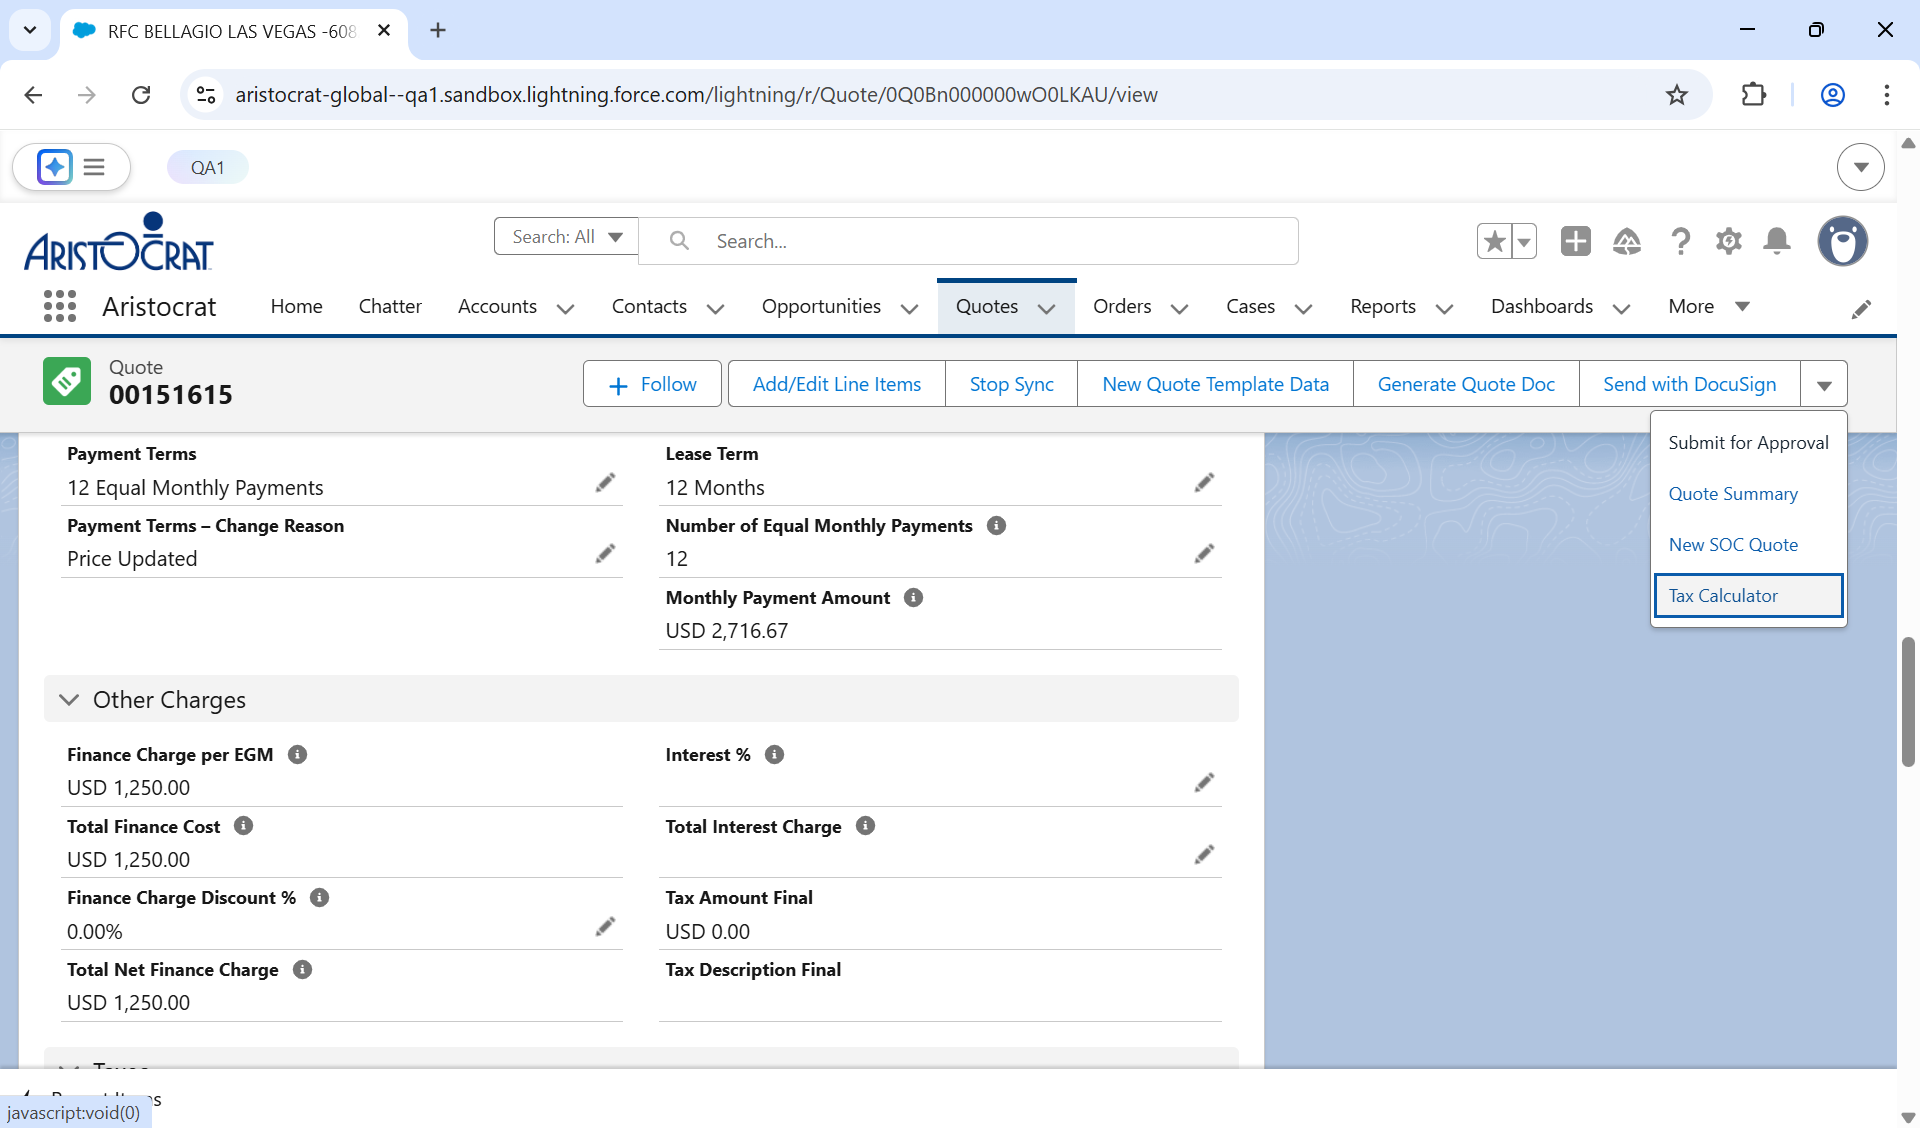 RFC BELLAGIO LAS VEGAS -608
aristocrat-global--qa1.sandbox.lightning.force.com/lightning/r/Quote/0Q0Bn000000wO0LKAU/view
QA1
ARISTOCRAT
Search: All
Search...
Aristocrat
Home
Chatter
Accounts
Contacts
Opportunities
Quotes
Orders
Cases
Reports
Dashboards
More
Quote
00151615
Follow
Add/Edit Line Items
Stop Sync
New Quote Template Data
Generate Quote Doc
Send with DocuSign
Submit for Approval
Quote Summary
New SOC Quote
Tax Calculator
Payment Terms
12 Equal Monthly Payments
Lease Term
12 Months
Payment Terms – Change Reason
Price Updated
Number of Equal Monthly Payments
12
Monthly Payment Amount
USD 2,716.67
Other Charges
Finance Charge per EGM
USD 1,250.00
Interest %
Total Finance Cost
USD 1,250.00
Total Interest Charge
Finance Charge Discount %
0.00%
Tax Amount Final
USD 0.00
Total Net Finance Charge
USD 1,250.00
Tax Description Final
javascript:void(0)